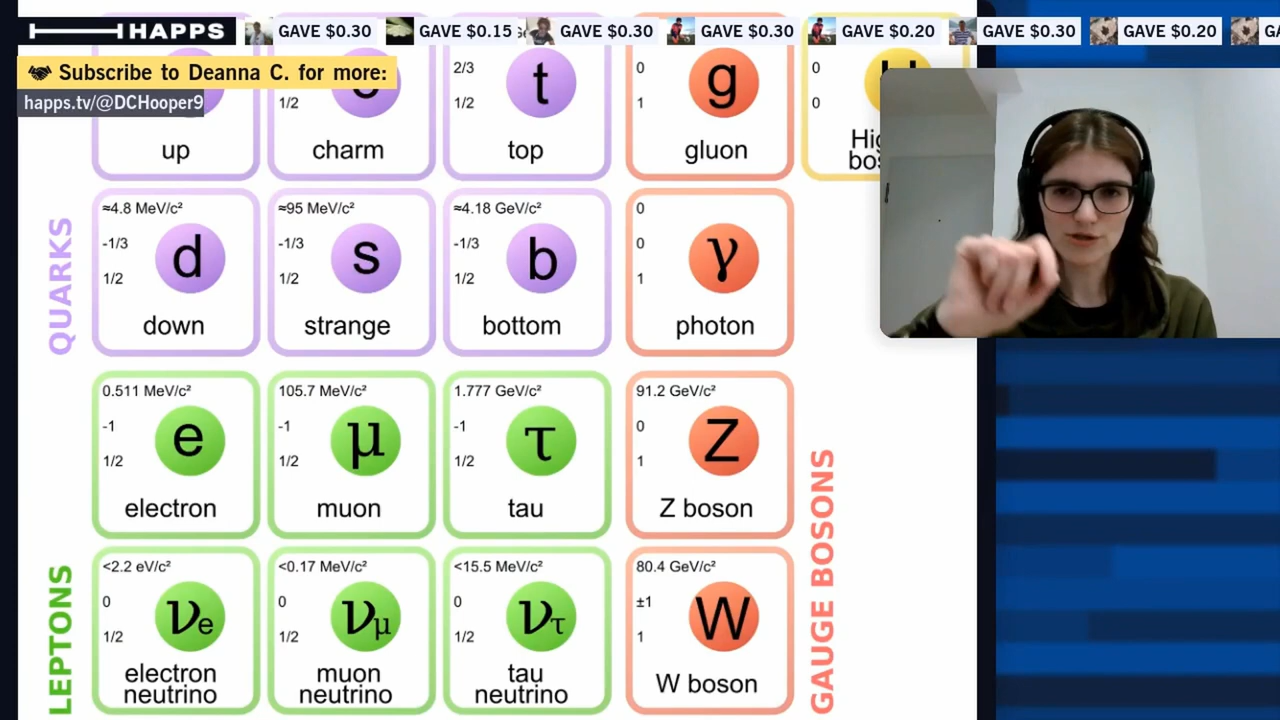 HAPPS
GAVE $0.30
GAVE $0.15
GAVE $0.30
GAVE $0.30
GAVE $0.20
GAVE $0.30
GAVE $0.20
Subscribe to Deanna C. for more:
happs.tv/@DCHooper9
1/2
2/3
t
1/2
0
g
1
0
0
up
charm
top
gluon
QUARKS
≈4.8 MeV/c²
-1/3
d
1/2
down
≈95 MeV/c²
-1/3
s
1/2
strange
≈4.18 GeV/c²
-1/3
b
1/2
bottom
0
0
γ
1
photon
LEPTONS
0.511 MeV/c²
-1
e
1/2
electron
105.7 MeV/c²
-1
μ
1/2
muon
1.777 GeV/c²
-1
τ
1/2
tau
91.2 GeV/c²
0
Z
1
Z boson
<2.2 eV/c²
0
νe
1/2
electron
neutrino
<0.17 MeV/c²
0
νμ
1/2
muon
neutrino
<15.5 MeV/c²
0
ντ
1/2
tau
neutrino
80.4 GeV/c²
±1
W
1
W boson
GAUGE BOSONS